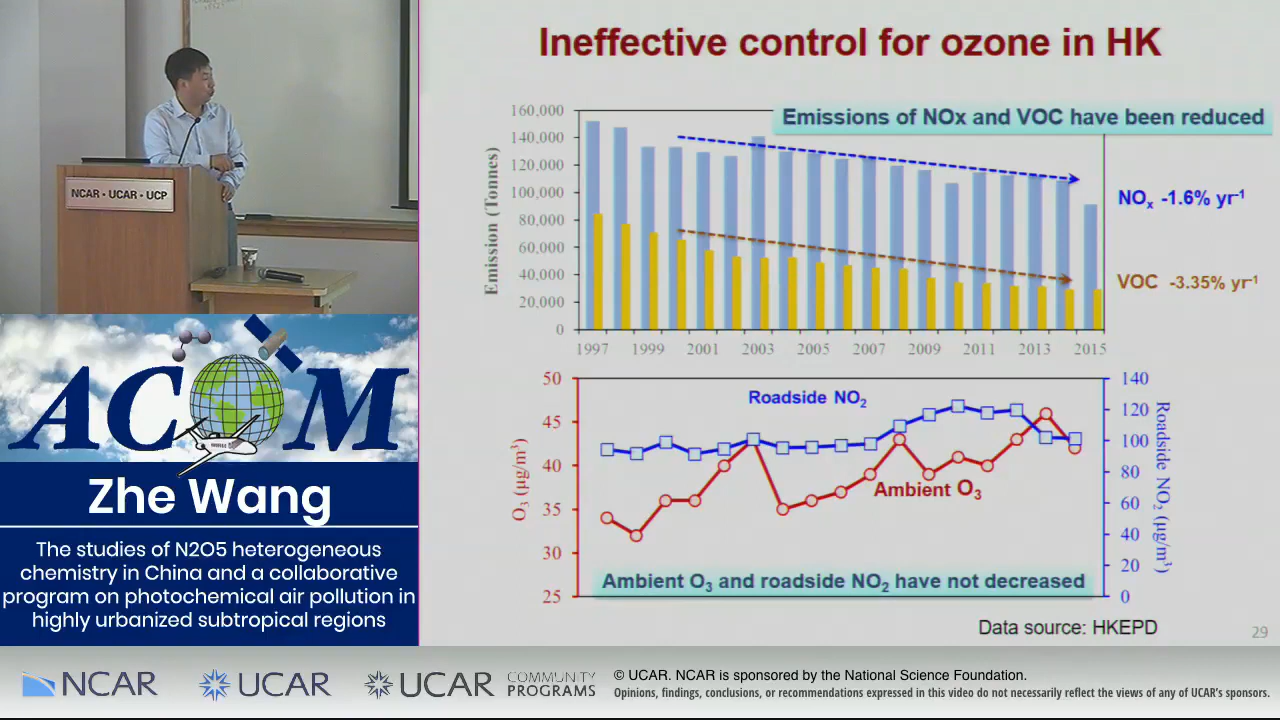 Ineffective control for ozone in HK
Emissions of NOx and VOC have been reduced
160,000
140,000
120,000
100,000
80,000
60,000
40,000
20,000
0
Emission (Tonnes)
1997 1999 2001 2003 2005 2007 2009 2011 2013 2015
NOx -1.6% yr-1
VOC -3.35% yr-1
50
45
40
35
30
25
O3 (µg/m3)
Roadside NO2
Ambient O3
Ambient O3 and roadside NO2 have not decreased
140
120
100
80
60
40
20
0
Roadside NO2 (µg/m3)
Data source: HKEPD
29
NCAR • UCAR • UCP
ACOM
Zhe Wang
The studies of N2O5 heterogeneous
chemistry in China and a collaborative
program on photochemical air pollution in
highly urbanized subtropical regions
NCAR
UCAR
UCAR
COMMUNITY
PROGRAMS
© UCAR. NCAR is sponsored by the National Science Foundation.
Opinions, findings, conclusions, or recommendations expressed in this video do not necessarily reflect the views of any of UCAR's sponsors.